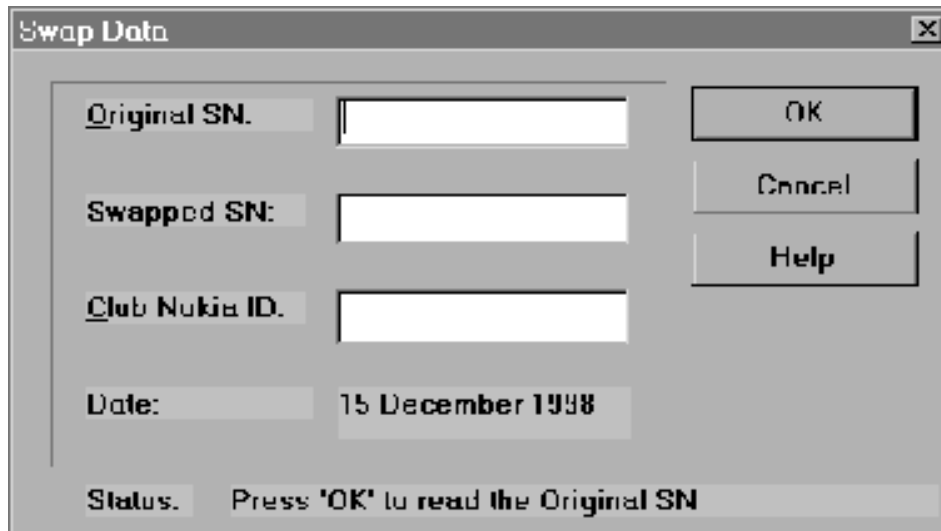 Swap Data
Original SN.
OK
Swapped SN:
Cancel
Help
Club Nokia ID.
Date:
15 December 1998
Status.
Press 'OK' to read the Original SN